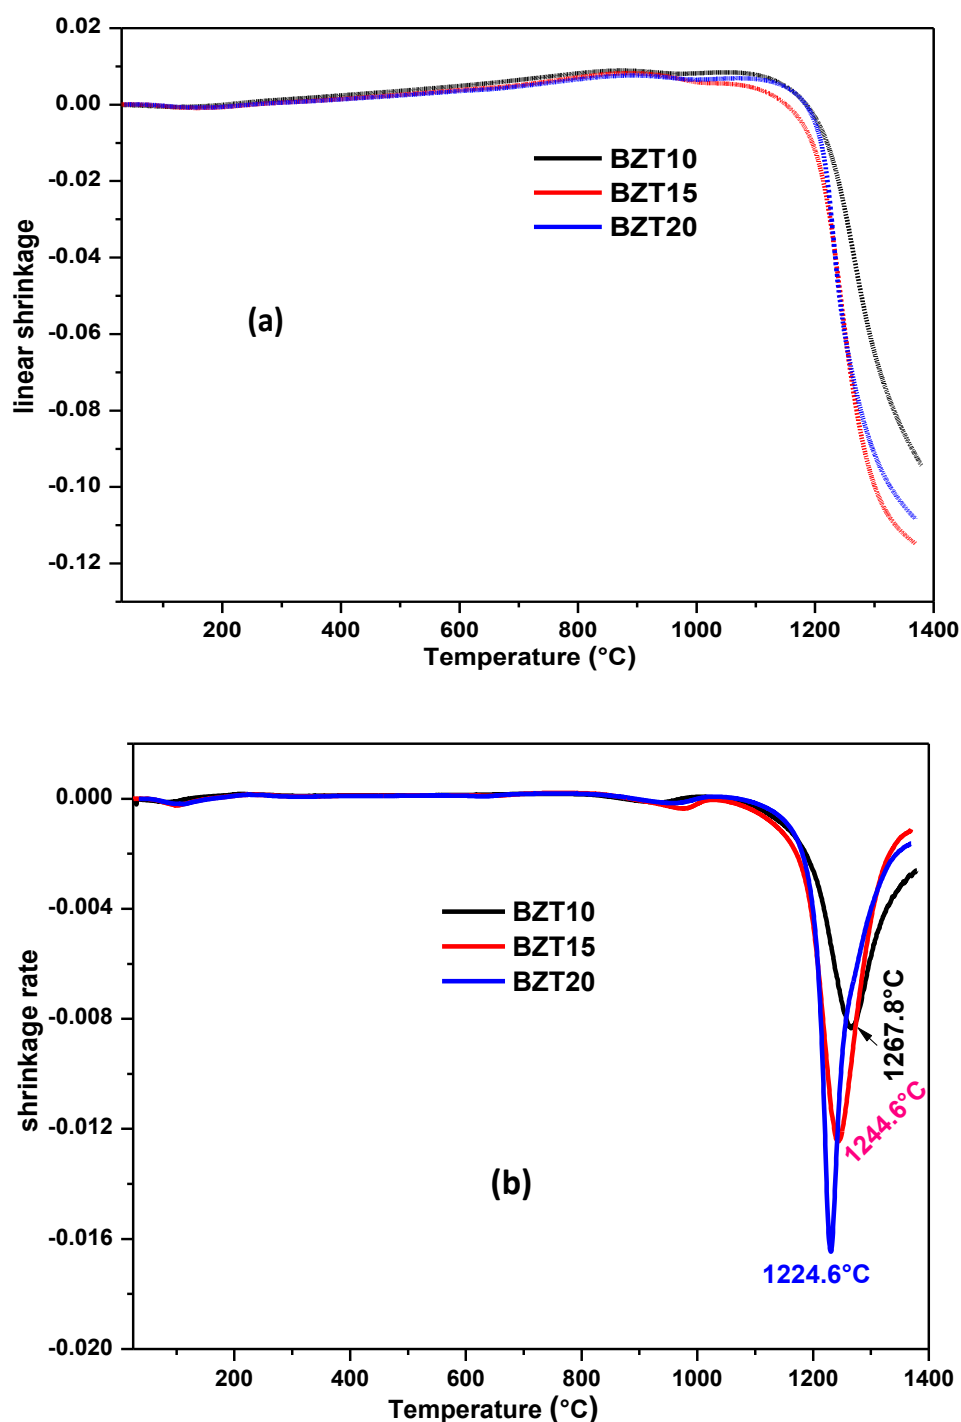 0.02
0.00
-0.02
-0.04
-0.06
-0.08
-0.10
-0.12
linear shrinkage
BZT10
BZT15
BZT20
(a)
200 400 600 800 1000 1200 1400
Temperature (°C)
0.000
-0.004
-0.008
-0.012
-0.016
-0.020
shrinkage rate
BZT10
BZT15
BZT20
1267.8°C
1244.6°C
(b)
1224.6°C
200 400 600 800 1000 1200 1400
Temperature (°C)